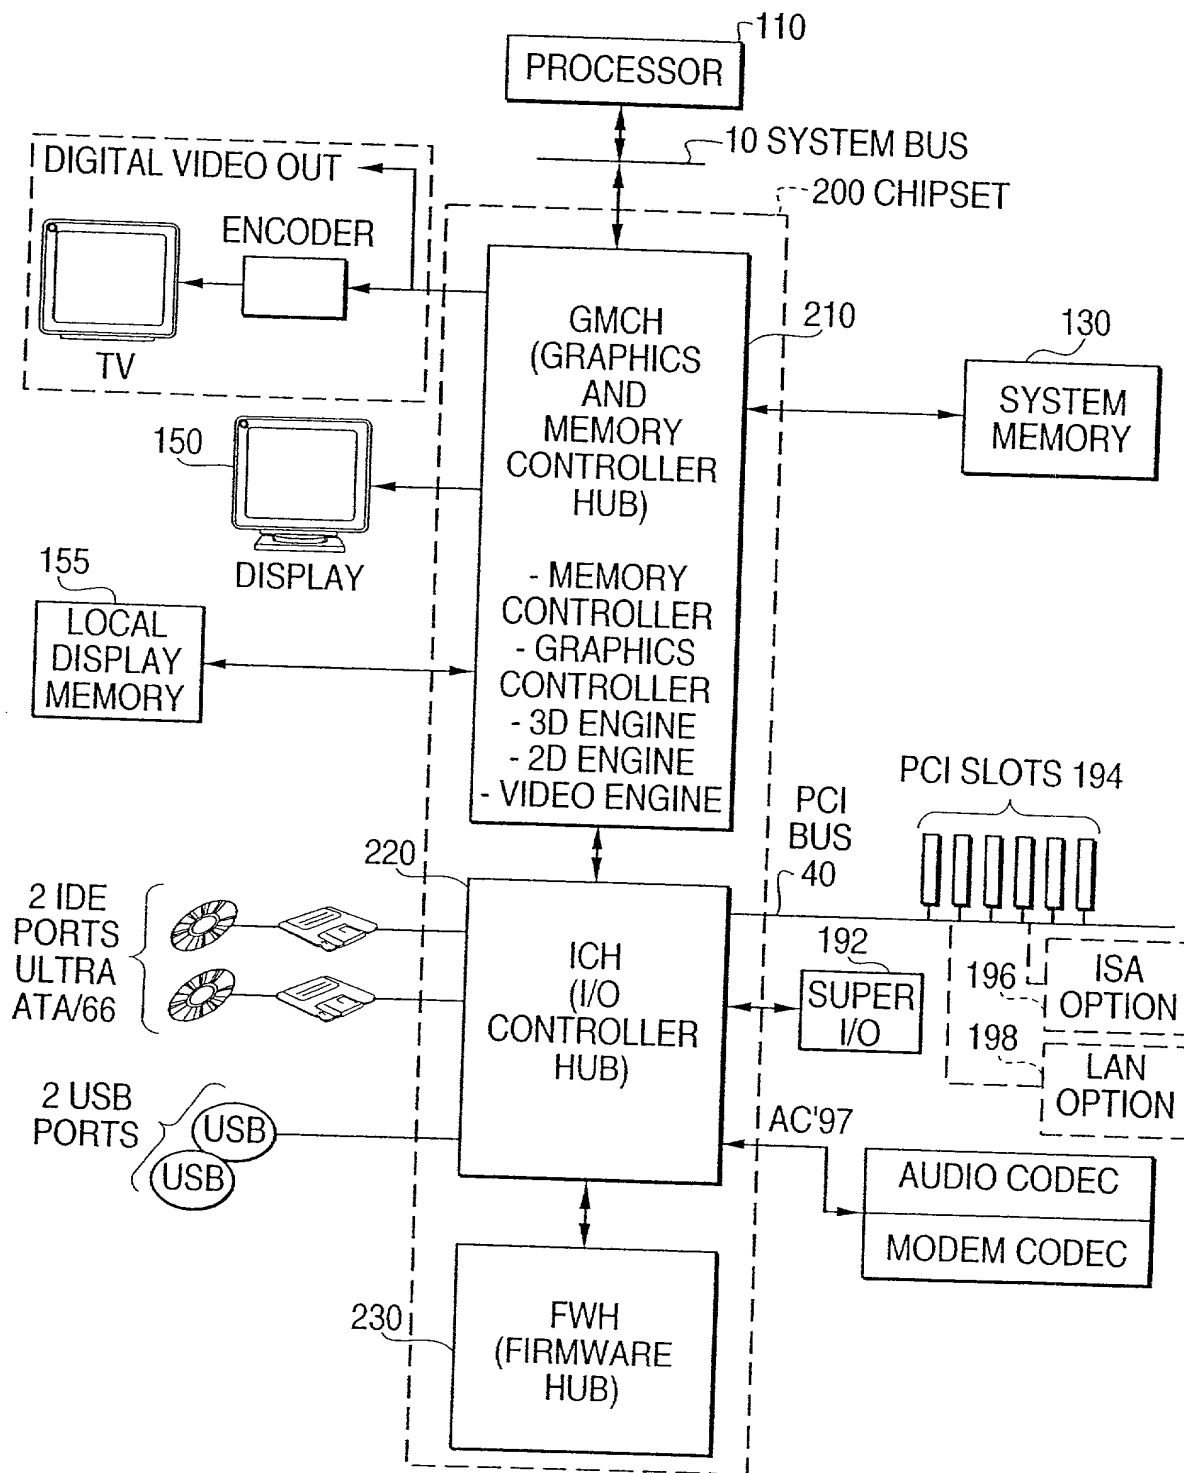 110
PROCESSOR
10 SYSTEM BUS
200 CHIPSET
DIGITAL VIDEO OUT
ENCODER
TV
GMCH
(GRAPHICS
AND
MEMORY
CONTROLLER
HUB)
- MEMORY
CONTROLLER
- GRAPHICS
CONTROLLER
- 3D ENGINE
- 2D ENGINE
- VIDEO ENGINE
210
130
SYSTEM
MEMORY
150
DISPLAY
155
LOCAL
DISPLAY
MEMORY
PCI SLOTS 194
PCI
BUS
40
220
2 IDE
PORTS
ULTRA
ATA/66
ICH
(I/O
CONTROLLER
HUB)
192
SUPER
I/O
196
ISA
OPTION
198
LAN
OPTION
2 USB
PORTS
USB
USB
AC'97
AUDIO CODEC
MODEM CODEC
230
FWH
(FIRMWARE
HUB)